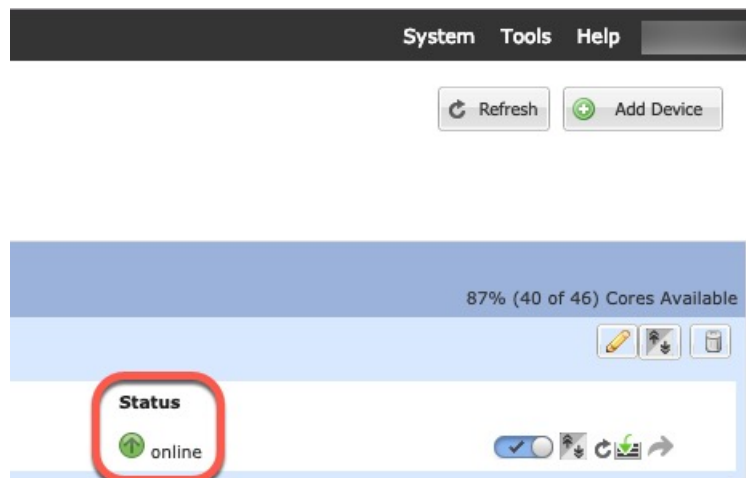 System Tools Help
Refresh Add Device
87% (40 of 46) Cores Available
Status
online